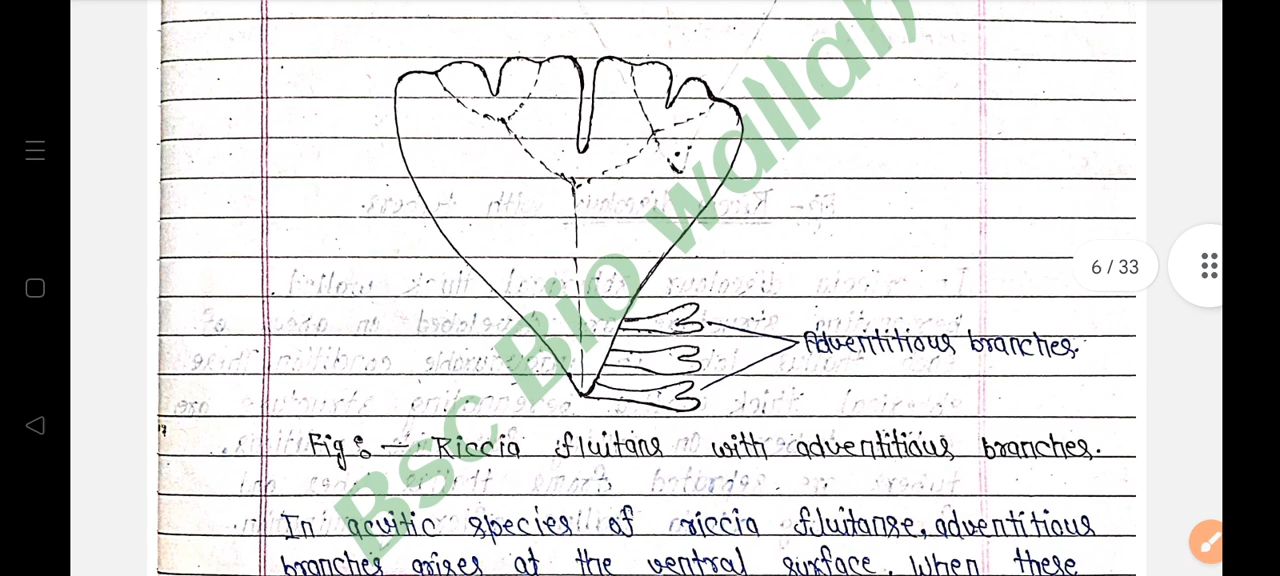 6 / 33
Adventitious branches.
Fig :- Riccia fluitans with adventitious branches.
In acuitic species of riccia fluitanse, adventitious
branches arises at the ventral surface. When these
Bsc Bio wallah